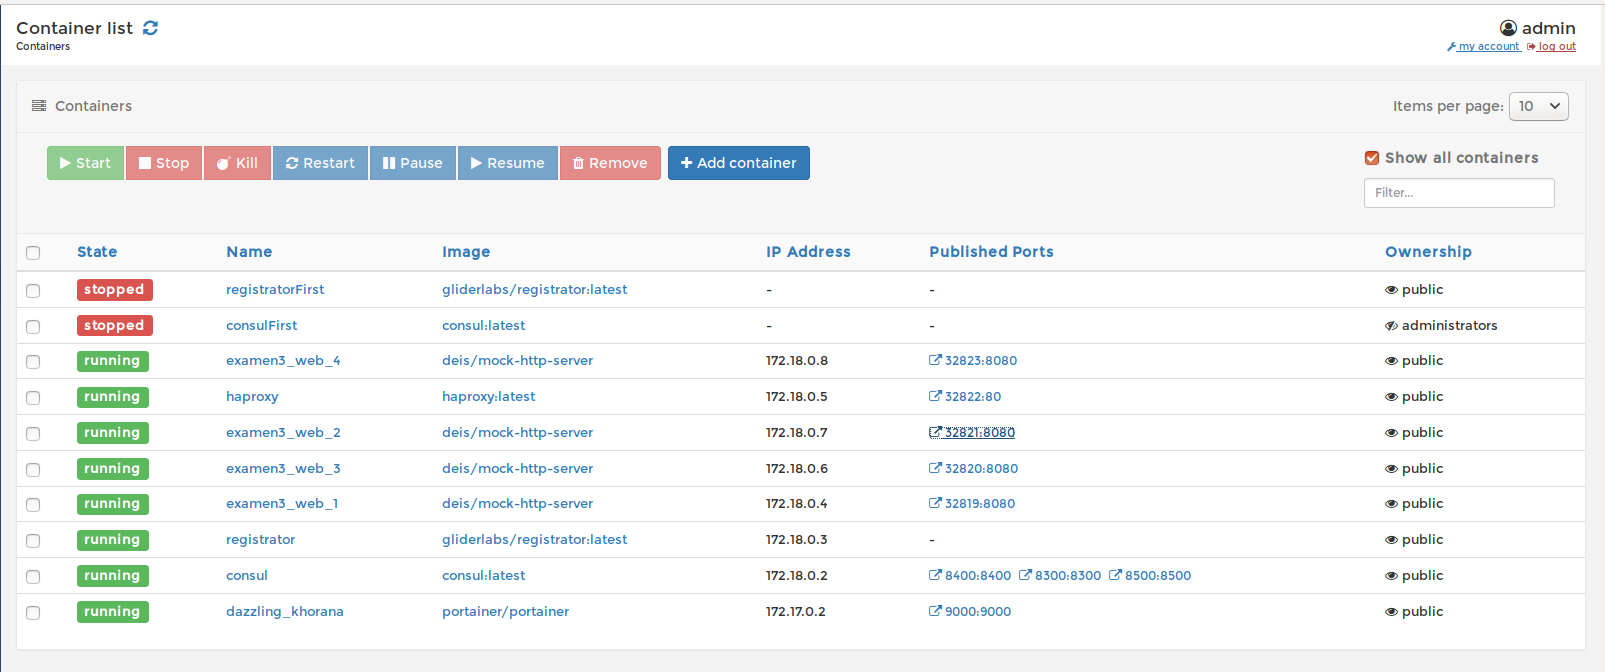 Container list
admin
Containers
my account log out
Containers
Items per page: 10
Start Stop Kill Restart Pause Resume Remove Add container
Show all containers
Filter...
State Name Image IP Address Published Ports Ownership
stopped registratorFirst gliderlabs/registrator:latest - - public
stopped consulFirst consul:latest - - administrators
running examen3_web_4 deis/mock-http-server 172.18.0.8 32823:8080 public
running haproxy haproxy:latest 172.18.0.5 32822:80 public
running examen3_web_2 deis/mock-http-server 172.18.0.7 32821:8080 public
running examen3_web_3 deis/mock-http-server 172.18.0.6 32820:8080 public
running examen3_web_1 deis/mock-http-server 172.18.0.4 32819:8080 public
running registrator gliderlabs/registrator:latest 172.18.0.3 - public
running consul consul:latest 172.18.0.2 8400:8400 8300:8300 8500:8500 public
running dazzling_khorana portainer/portainer 172.17.0.2 9000:9000 public